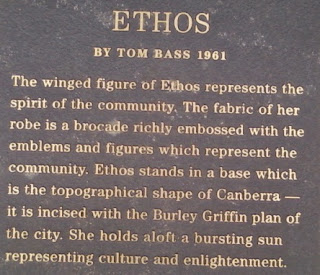 ETHOS
BY TOM BASS 1961
The winged figure of Ethos represents the
spirit of the community. The fabric of her
robe is a brocade richly embossed with the
emblems and figures which represent the
community. Ethos stands in a base which
is the topographical shape of Canberra —
it is incised with the Burley Griffin plan of
the city. She holds aloft a bursting sun
representing culture and enlightenment.